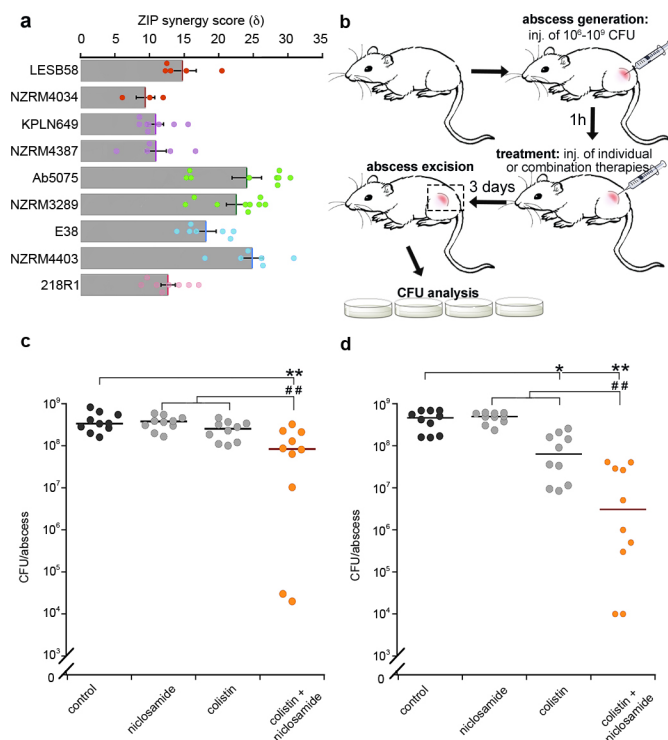 a
ZIP synergy score (δ)
0 5 10 15 20 25 30 35
LESB58
NZRM4034
KPLN649
NZRM4387
Ab5075
NZRM3289
E38
NZRM4403
218R1
b
abscess generation:
inj. of 10⁶-10⁹ CFU
1h
treatment: inj. of individual
or combination therapies
3 days
abscess excision
CFU analysis
c
**
##
CFU/abscess
10⁹
10⁸
10⁷
10⁶
10⁵
10⁴
10³
0
control
niclosamide
colistin
colistin +
niclosamide
d
* **
##
CFU/abscess
10⁹
10⁸
10⁷
10⁶
10⁵
10⁴
10³
0
control
niclosamide
colistin
colistin +
niclosamide